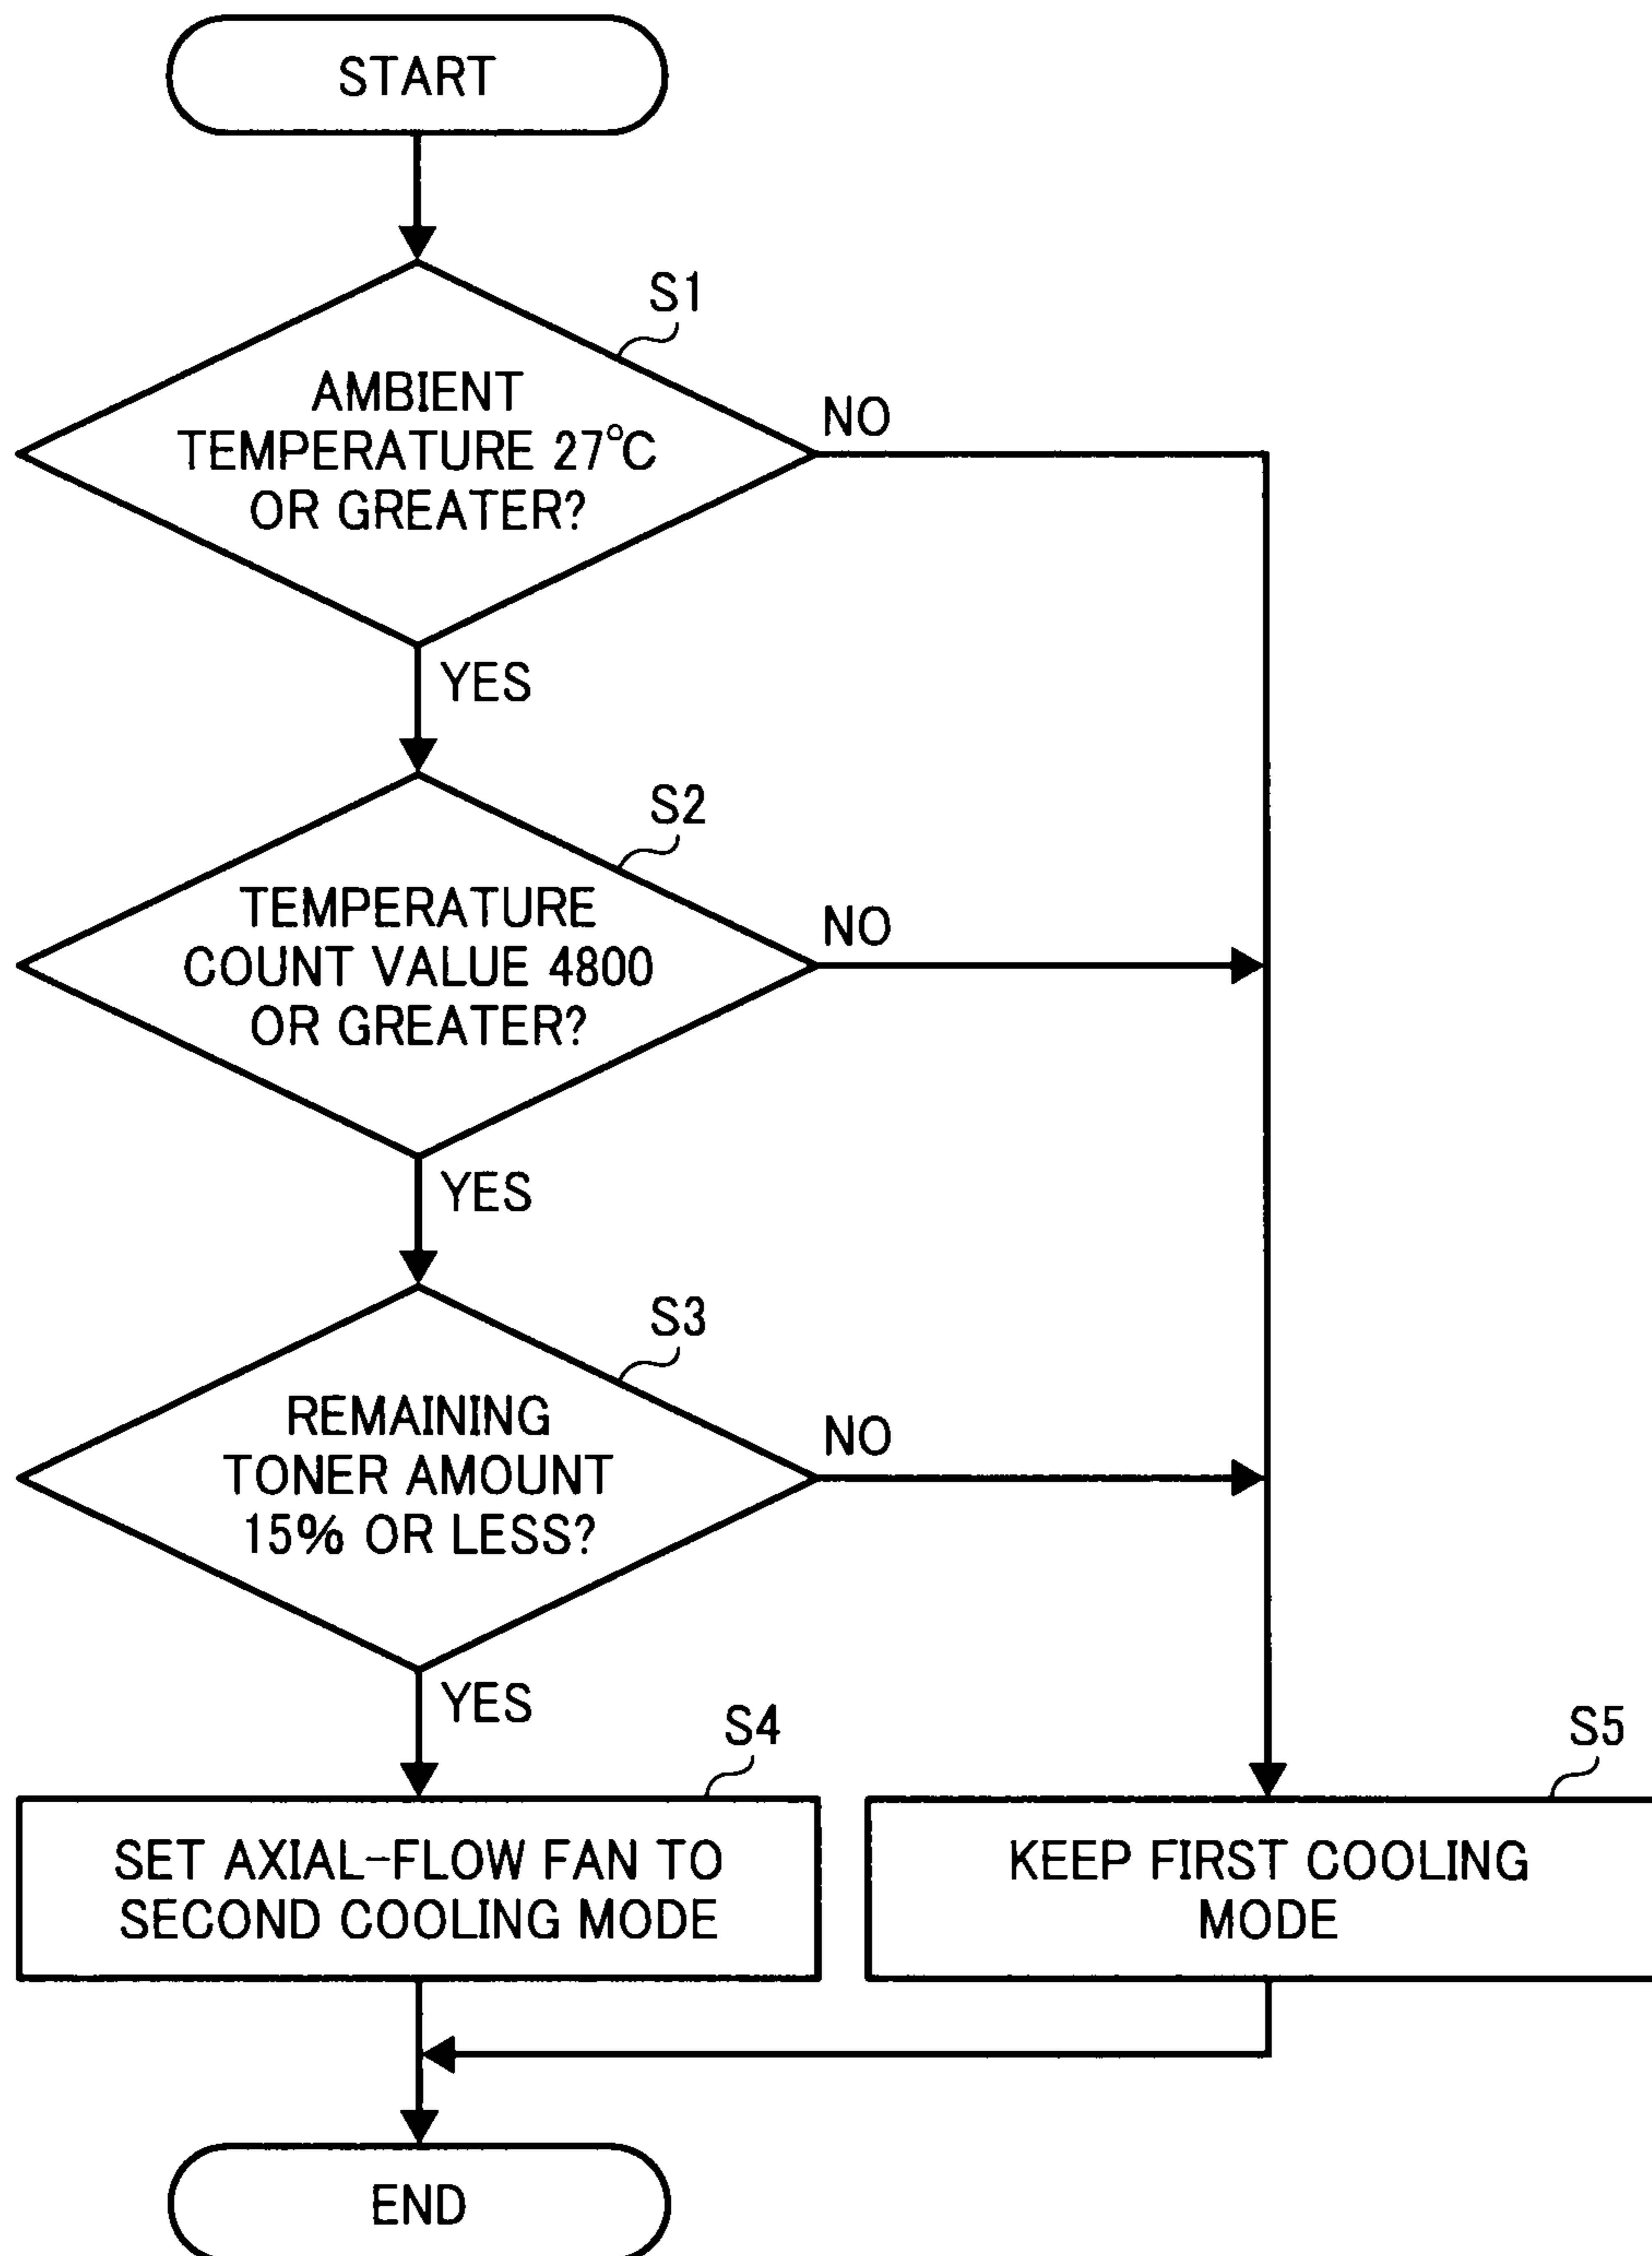 START
S1
AMBIENT
TEMPERATURE 27°C
OR GREATER?
NO
YES
S2
TEMPERATURE
COUNT VALUE 4800
OR GREATER?
NO
YES
S3
REMAINING
TONER AMOUNT
15% OR LESS?
NO
YES
S4
SET AXIAL-FLOW FAN TO
SECOND COOLING MODE
S5
KEEP FIRST COOLING
MODE
END